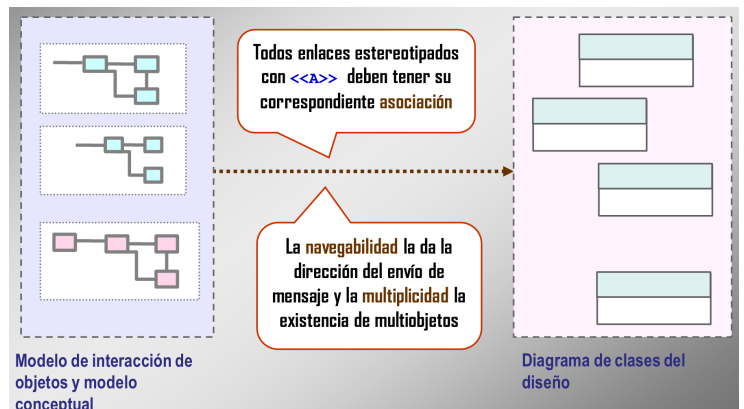 Todos enlaces estereotipados
con <<A>> deben tener su
correspondiente asociación
La navegabilidad la da la
dirección del envío de
mensaje y la multiplicidad la
existencia de multiobjetos
Modelo de interacción de
objetos y modelo
conceptual
Diagrama de clases del
diseño